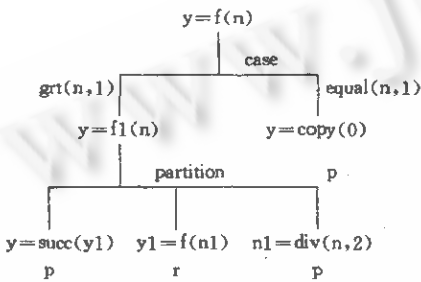 y=f(n)
case
grt(n,1)
equal(n,1)
y=f1(n)
y=copy(0)
p
partition
y=succ(y1)
y1=f(n1)
n1=div(n,2)
p
r
p